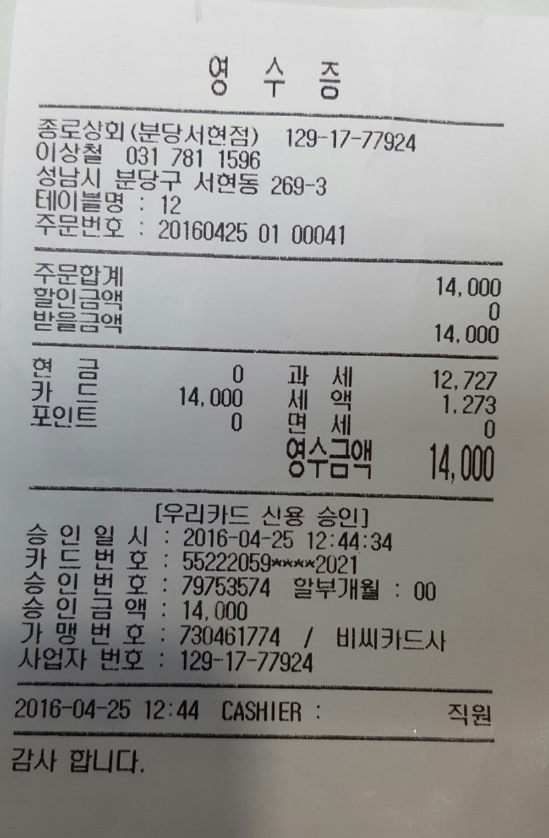 영 수 증
종로상회(분당서현점) 129-17-77924
이상철 031 781 1596
성남시 분당구 서현동 269-3
테이블명 : 12
주문번호 : 20160425 01 00041
주문합계 14,000
할인금액 0
받을금액 14,000
현 금 0 과 세 12,727
카 드 14,000 세 액 1,273
포인트 0 면 세 0
영수금액 14,000
[우리카드 신용 승인]
승 인 일 시 : 2016-04-25 12:44:34
카 드 번 호 : 55222059****2021
승 인 번 호 : 79753574 할부개월 : 00
승 인 금 액 : 14,000
가 맹 번 호 : 730461774 / 비씨카드사
사업자 번호 : 129-17-77924
2016-04-25 12:44 CASHIER : 직원
감사 합니다.